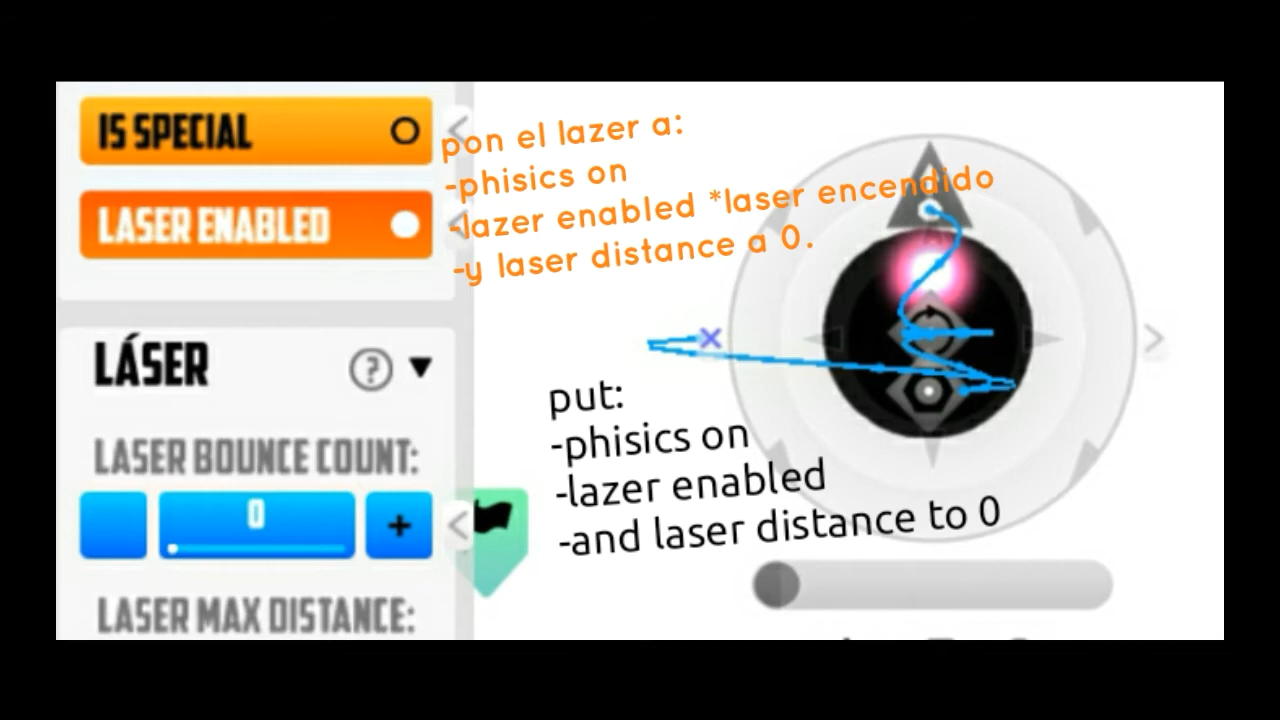 IS SPECIAL
LASER ENABLED
LÁSER
?
LASER BOUNCE COUNT:
0
+
LASER MAX DISTANCE:
pon el lazer a:
-phisics on
-lazer enabled *laser encendido
-y laser distance a 0.
put:
-phisics on
-lazer enabled
-and laser distance to 0